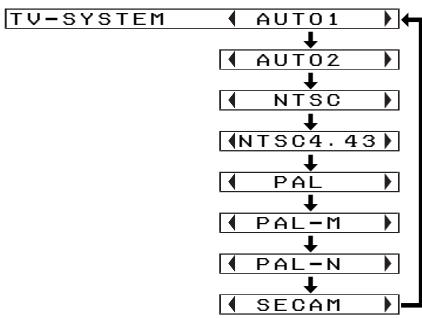 TV-SYSTEM AUTO1
AUTO2
NTSC
NTSC4.43
PAL
PAL-M
PAL-N
SECAM